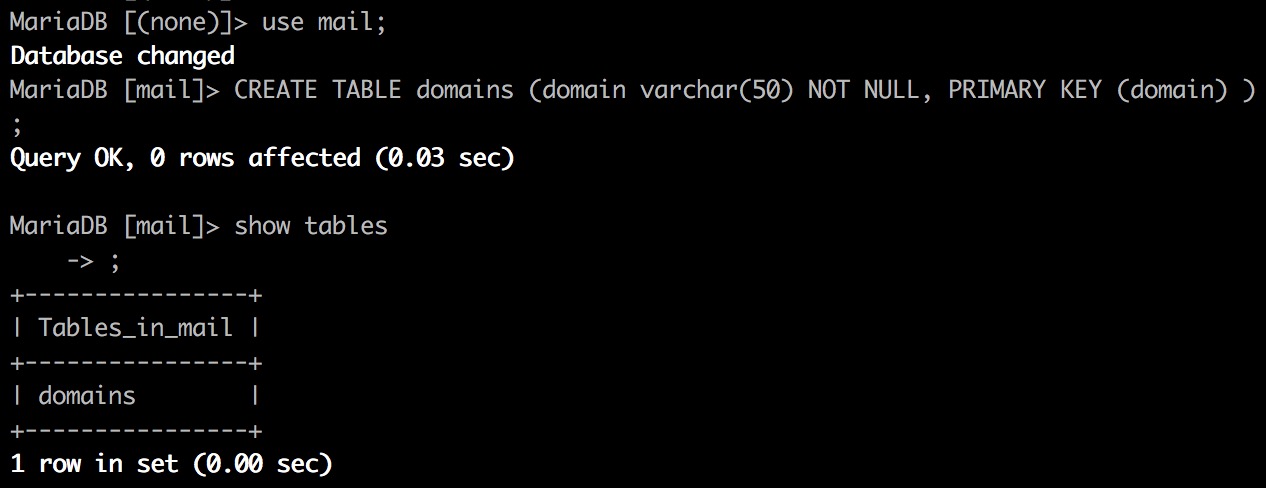 MariaDB [(none)]> use mail;
Database changed
MariaDB [mail]> CREATE TABLE domains (domain varchar(50) NOT NULL, PRIMARY KEY (domain) )
;
Query OK, 0 rows affected (0.03 sec)

MariaDB [mail]> show tables
    -> ;
+----------------+
| Tables_in_mail |
+----------------+
| domains        |
+----------------+
1 row in set (0.00 sec)